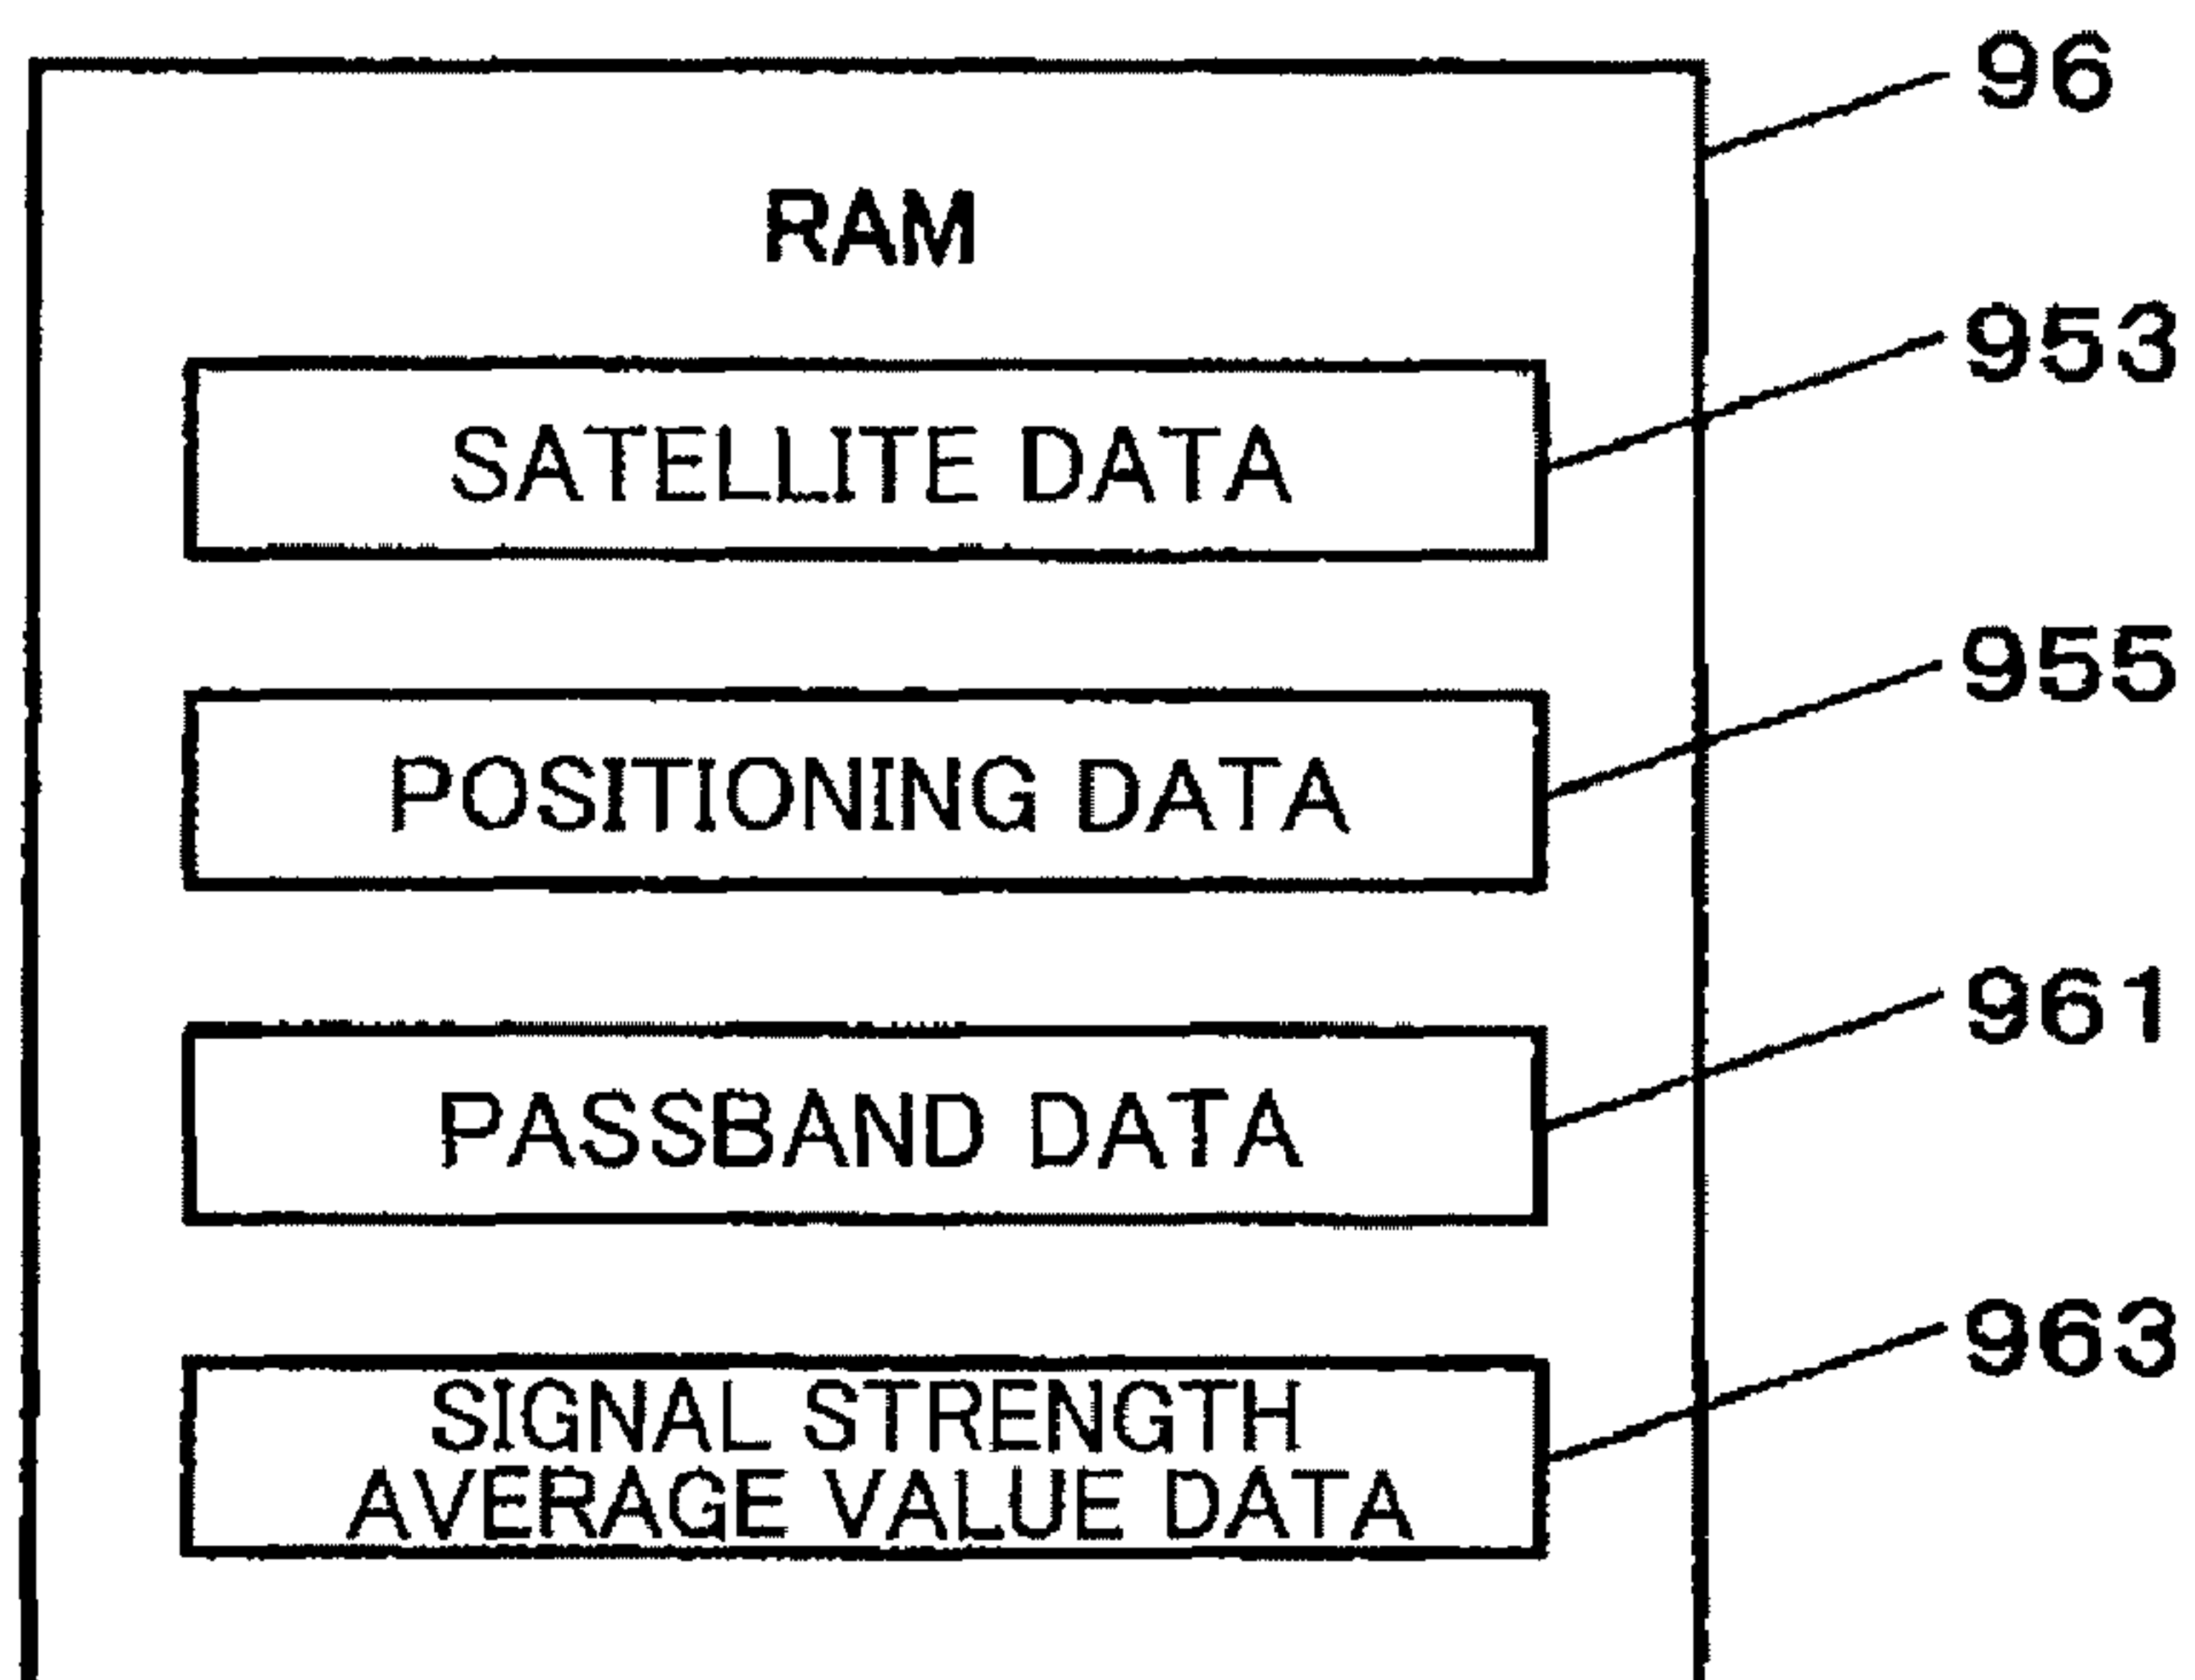 96
RAM
953
SATELLITE DATA
955
POSITIONING DATA
961
PASSBAND DATA
963
SIGNAL STRENGTH
AVERAGE VALUE DATA